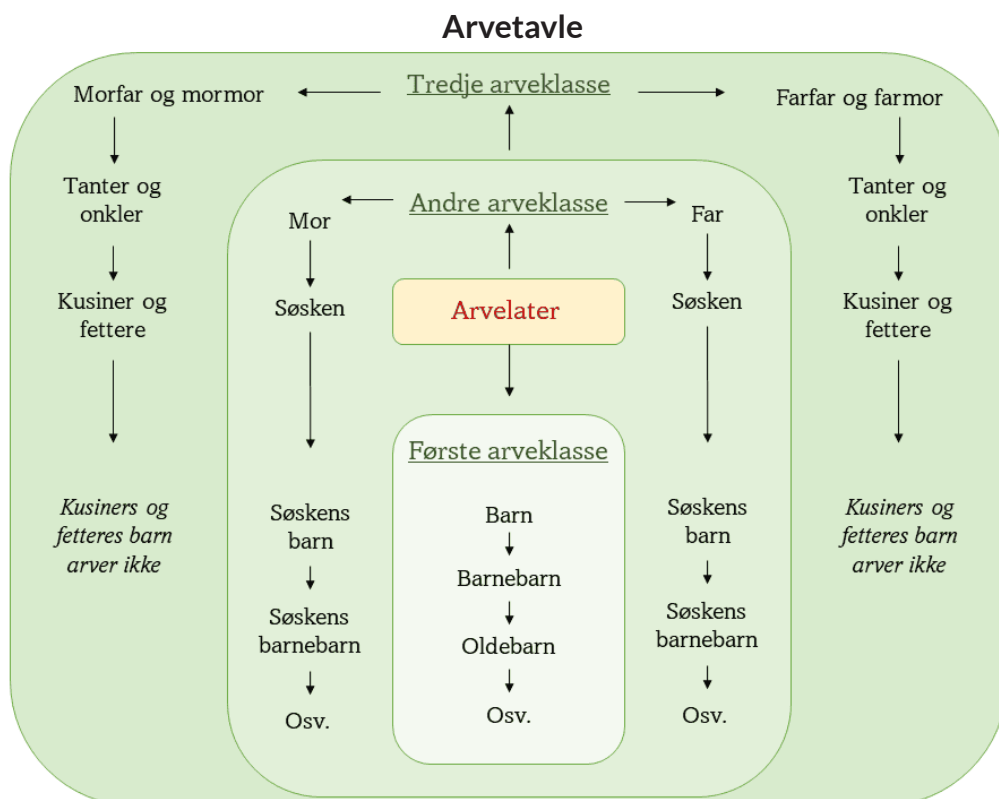 Arvetavle
Tredje arveklasse
Morfar og mormor
Tanter og
onkler
Kusiner og
fettere
Kusiners og
fetteres barn
arver ikke
Farfar og farmor
Tanter og
onkler
Kusiner og
fettere
Kusiners og
fetteres barn
arver ikke
Andre arveklasse
Mor
Søsken
Søskens
barn
Søskens
barnebarn
Osv.
Far
Søsken
Søskens
barn
Søskens
barnebarn
Osv.
Arvelater
Første arveklasse
Barn
Barnebarn
Oldebarn
Osv.